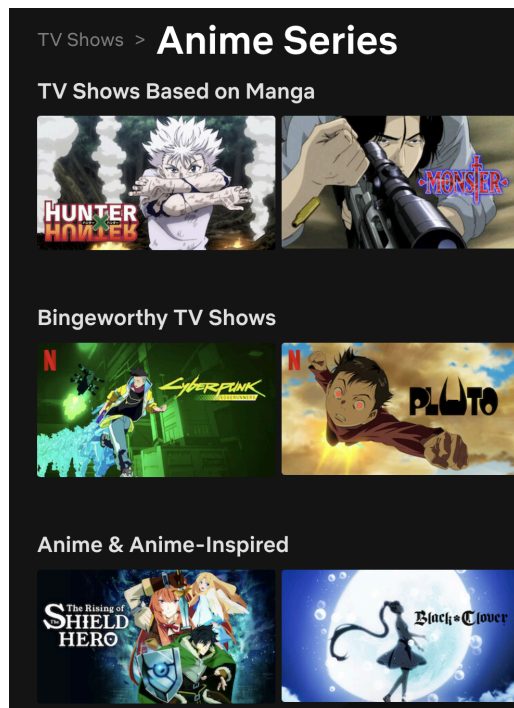 TV Shows > Anime Series
TV Shows Based on Manga
HUNTER
HUNTER
MONSTER
Bingeworthy TV Shows
N
CYBERPUNK
EDGERUNNERS
N
PLUTO
Anime & Anime-Inspired
The Rising of
The SHIELD
HERO
Black Clover